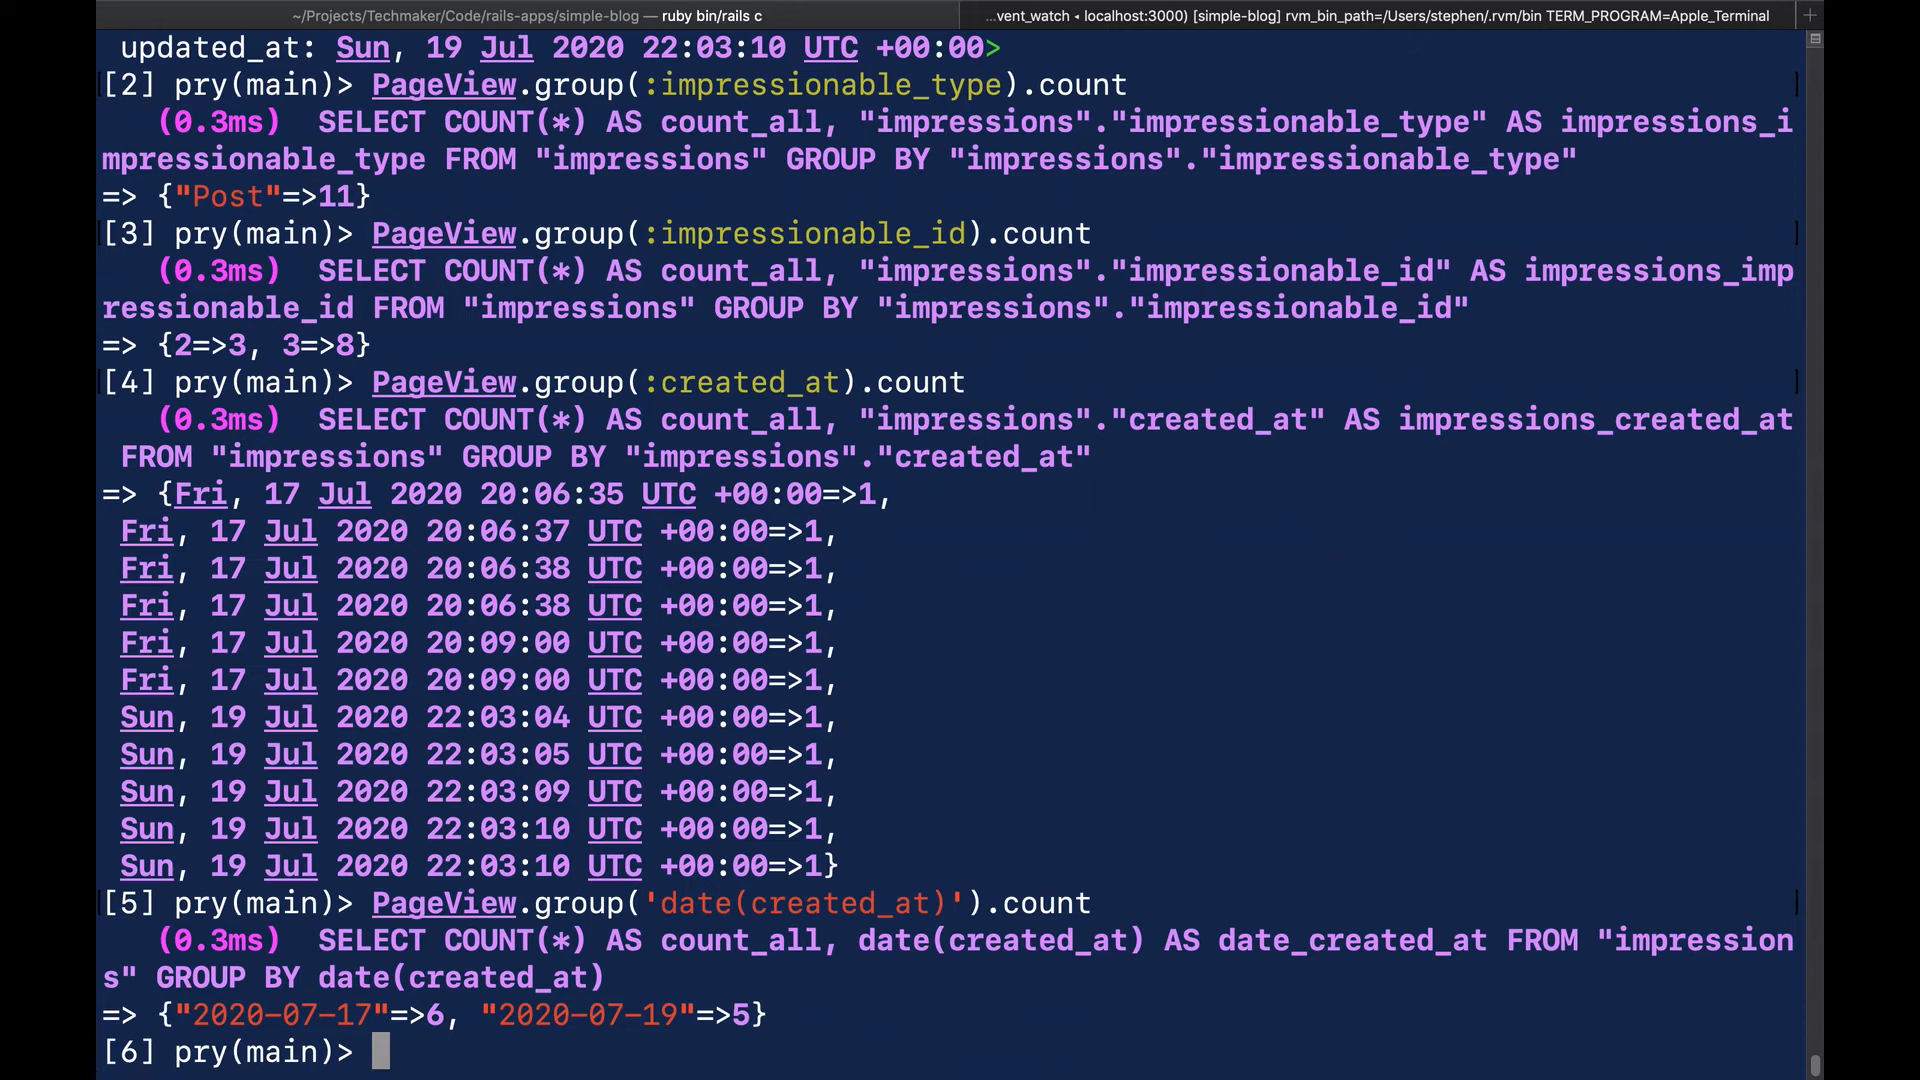 ~/Projects/Techmaker/Code/rails-apps/simple-blog — ruby bin/rails c
...vent_watch ◂ localhost:3000) [simple-blog] rvm_bin_path=/Users/stephen/.rvm/bin TERM_PROGRAM=Apple_Terminal
updated_at: Sun, 19 Jul 2020 22:03:10 UTC +00:00>
[2] pry(main)> PageView.group(:impressionable_type).count
(0.3ms)  SELECT COUNT(*) AS count_all, "impressions"."impressionable_type" AS impressions_i
mpressionable_type FROM "impressions" GROUP BY "impressions"."impressionable_type"
=> {"Post"=>11}
[3] pry(main)> PageView.group(:impressionable_id).count
(0.3ms)  SELECT COUNT(*) AS count_all, "impressions"."impressionable_id" AS impressions_imp
ressionable_id FROM "impressions" GROUP BY "impressions"."impressionable_id"
=> {2=>3, 3=>8}
[4] pry(main)> PageView.group(:created_at).count
(0.3ms)  SELECT COUNT(*) AS count_all, "impressions"."created_at" AS impressions_created_at
FROM "impressions" GROUP BY "impressions"."created_at"
=> {Fri, 17 Jul 2020 20:06:35 UTC +00:00=>1,
Fri, 17 Jul 2020 20:06:37 UTC +00:00=>1,
Fri, 17 Jul 2020 20:06:38 UTC +00:00=>1,
Fri, 17 Jul 2020 20:06:38 UTC +00:00=>1,
Fri, 17 Jul 2020 20:09:00 UTC +00:00=>1,
Fri, 17 Jul 2020 20:09:00 UTC +00:00=>1,
Sun, 19 Jul 2020 22:03:04 UTC +00:00=>1,
Sun, 19 Jul 2020 22:03:05 UTC +00:00=>1,
Sun, 19 Jul 2020 22:03:09 UTC +00:00=>1,
Sun, 19 Jul 2020 22:03:10 UTC +00:00=>1,
Sun, 19 Jul 2020 22:03:10 UTC +00:00=>1}
[5] pry(main)> PageView.group('date(created_at)').count
(0.3ms)  SELECT COUNT(*) AS count_all, date(created_at) AS date_created_at FROM "impression
s" GROUP BY date(created_at)
=> {"2020-07-17"=>6, "2020-07-19"=>5}
[6] pry(main)>